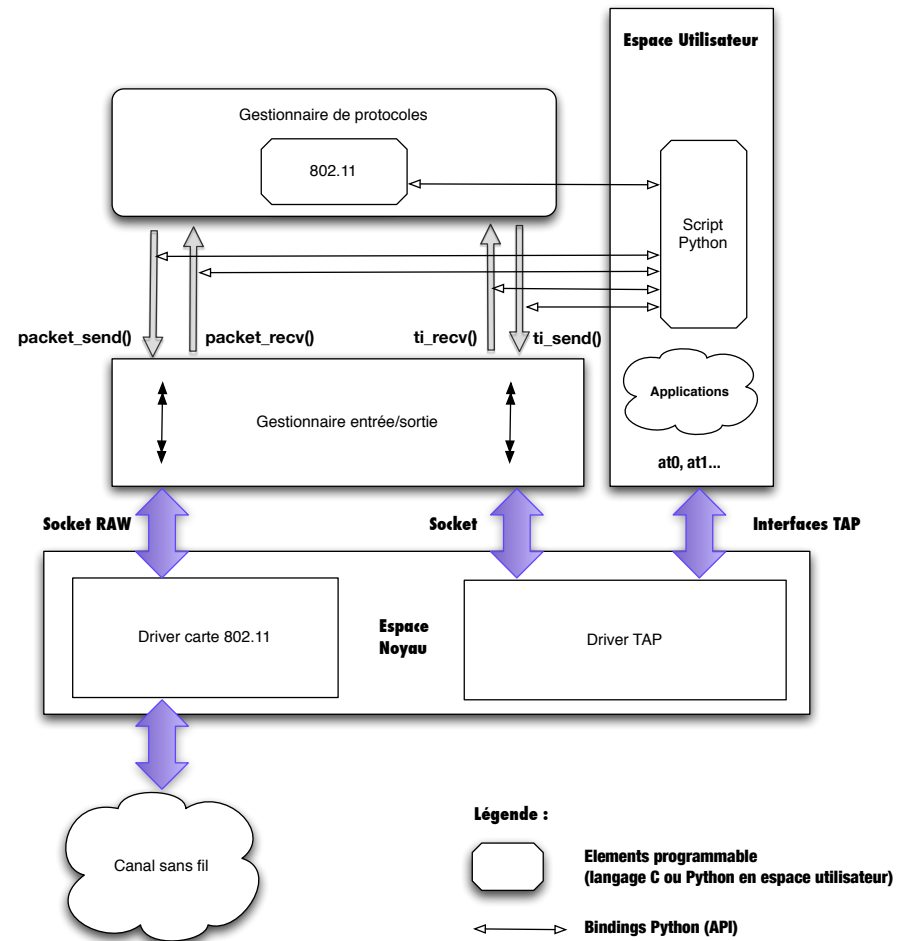 Espace Utilisateur
Gestionnaire de protocoles
802.11
Script
Python
packet_send()
packet_recv()
ti_recv()
ti_send()
Applications
Gestionnaire entrée/sortie
at0, at1...
Socket RAW
Socket
Interfaces TAP
Driver carte 802.11
Espace
Noyau
Driver TAP
Canal sans fil
Légende :
Elements programmable
(langage C ou Python en espace utilisateur)
Bindings Python (API)